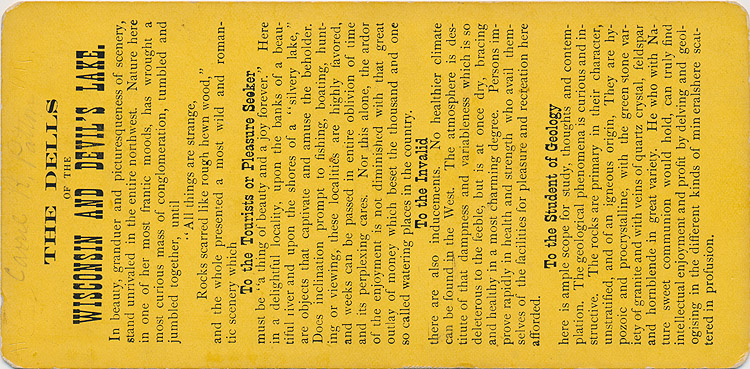 THE DELLS
OF THE
WISCONSIN AND DEVIL'S LAKE.
In beauty, granduer and picturesqueness of scenery,
stand unrivaled in the entire northwest. Nature here
in one of her most frantic moods, has wrought a
most curious mass of conglomeration, tumbled and
jumbled together, until
"All things are strange,
Rocks scarred like rough hewn wood,"
and the whole presented a most wild and roman-
tic scenery which
To the Tourists or Pleasure Seeker
must be "a thing of beauty and a joy forever." Here
in a delightful locality, upon the banks of a beau-
tiful river and upon the shores of a "silvery lake,"
are objects that captivate and amuse the beholder.
Does inclination prompt to fishing, boating, hunt-
ing or viewing, these localities are highly favored,
and weeks can be passed in entire oblivion of time
and its perplexing cares. Nor this alone, the ardor
of the enjoyment is not diminished with that great
outlay of money which beset the thousand and one
so called watering places in the country.
To the Invalid
there are also inducements. No healthier climate
can be found in the West. The atmosphere is des-
titute of that dampness and variableness which is so
deleterous to the feeble, but is at once dry, bracing
and healthy in a most charming degree. Persons im-
prove rapidly in health and strength who avail them-
selves of the facilities for pleasure and recreation here
afforded.
To the Student of Geology
here is ample scope for study, thoughts and contem-
plation. The geological phenomena is curious and in-
structive. The rocks are primary in their character,
unstratified, and of an igneous origin. They are hy-
pozoic and procrystalline, with the green stone var-
iety of granite and with veins of quartz crystal, feldspar
and hornblende in great variety. He who with Na-
ture sweet communion would hold, can truly find
intellectual enjoyment and profit by delving and geol-
ogising in the different kinds of min oralshere scat-
tered in profusion.